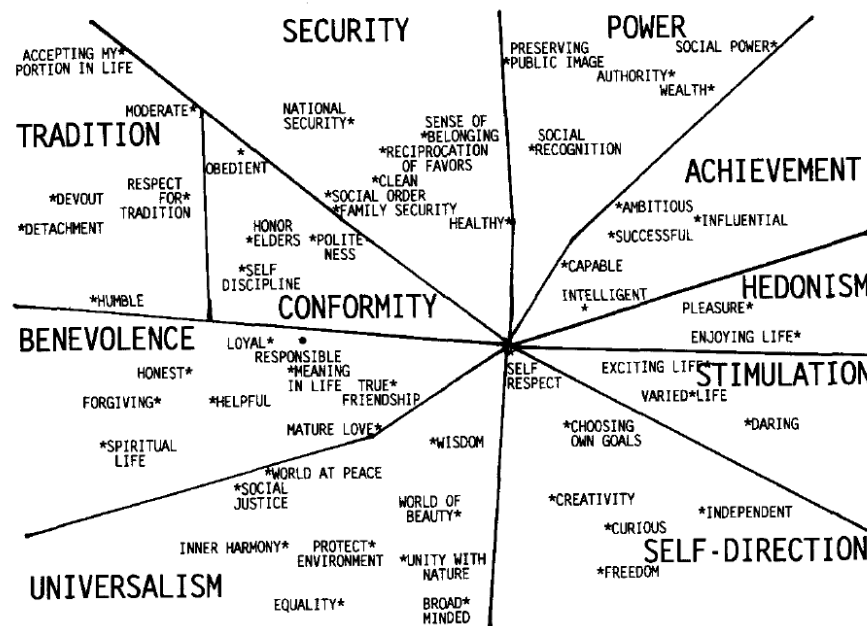 SECURITY
POWER
ACCEPTING MY*
PORTION IN LIFE
PRESERVING
*PUBLIC IMAGE
SOCIAL POWER*
AUTHORITY*
WEALTH*
MODERATE*
NATIONAL
SECURITY*
SENSE OF
*BELONGING
TRADITION
*
OBEDIENT
*RECIPROCATION
OF FAVORS
SOCIAL
*RECOGNITION
*CLEAN
ACHIEVEMENT
*DEVOUT
RESPECT
FOR*
TRADITION
*SOCIAL ORDER
*FAMILY SECURITY
*AMBITIOUS
*INFLUENTIAL
*DETACHMENT
HONOR
*ELDERS
*POLITE-
NESS
HEALTHY*
*SUCCESSFUL
*SELF
DISCIPLINE
*CAPABLE
HEDONISM
*HUMBLE
CONFORMITY
INTELLIGENT
*
PLEASURE*
BENEVOLENCE
LOYAL*
RESPONSIBLE
ENJOYING LIFE*
HONEST*
*MEANING
IN LIFE
TRUE*
FRIENDSHIP
SELF
RESPECT
EXCITING LIFE*
STIMULATION
FORGIVING*
*HELPFUL
VARIED*LIFE
MATURE LOVE*
*CHOOSING
OWN GOALS
*DARING
*SPIRITUAL
LIFE
*WISDOM
*WORLD AT PEACE
*SOCIAL
JUSTICE
WORLD OF
BEAUTY*
*CREATIVITY
*INDEPENDENT
*CURIOUS
INNER HARMONY*
PROTECT*
ENVIRONMENT
*UNITY WITH
NATURE
SELF-DIRECTION
*FREEDOM
UNIVERSALISM
EQUALITY*
BROAD*
MINDED